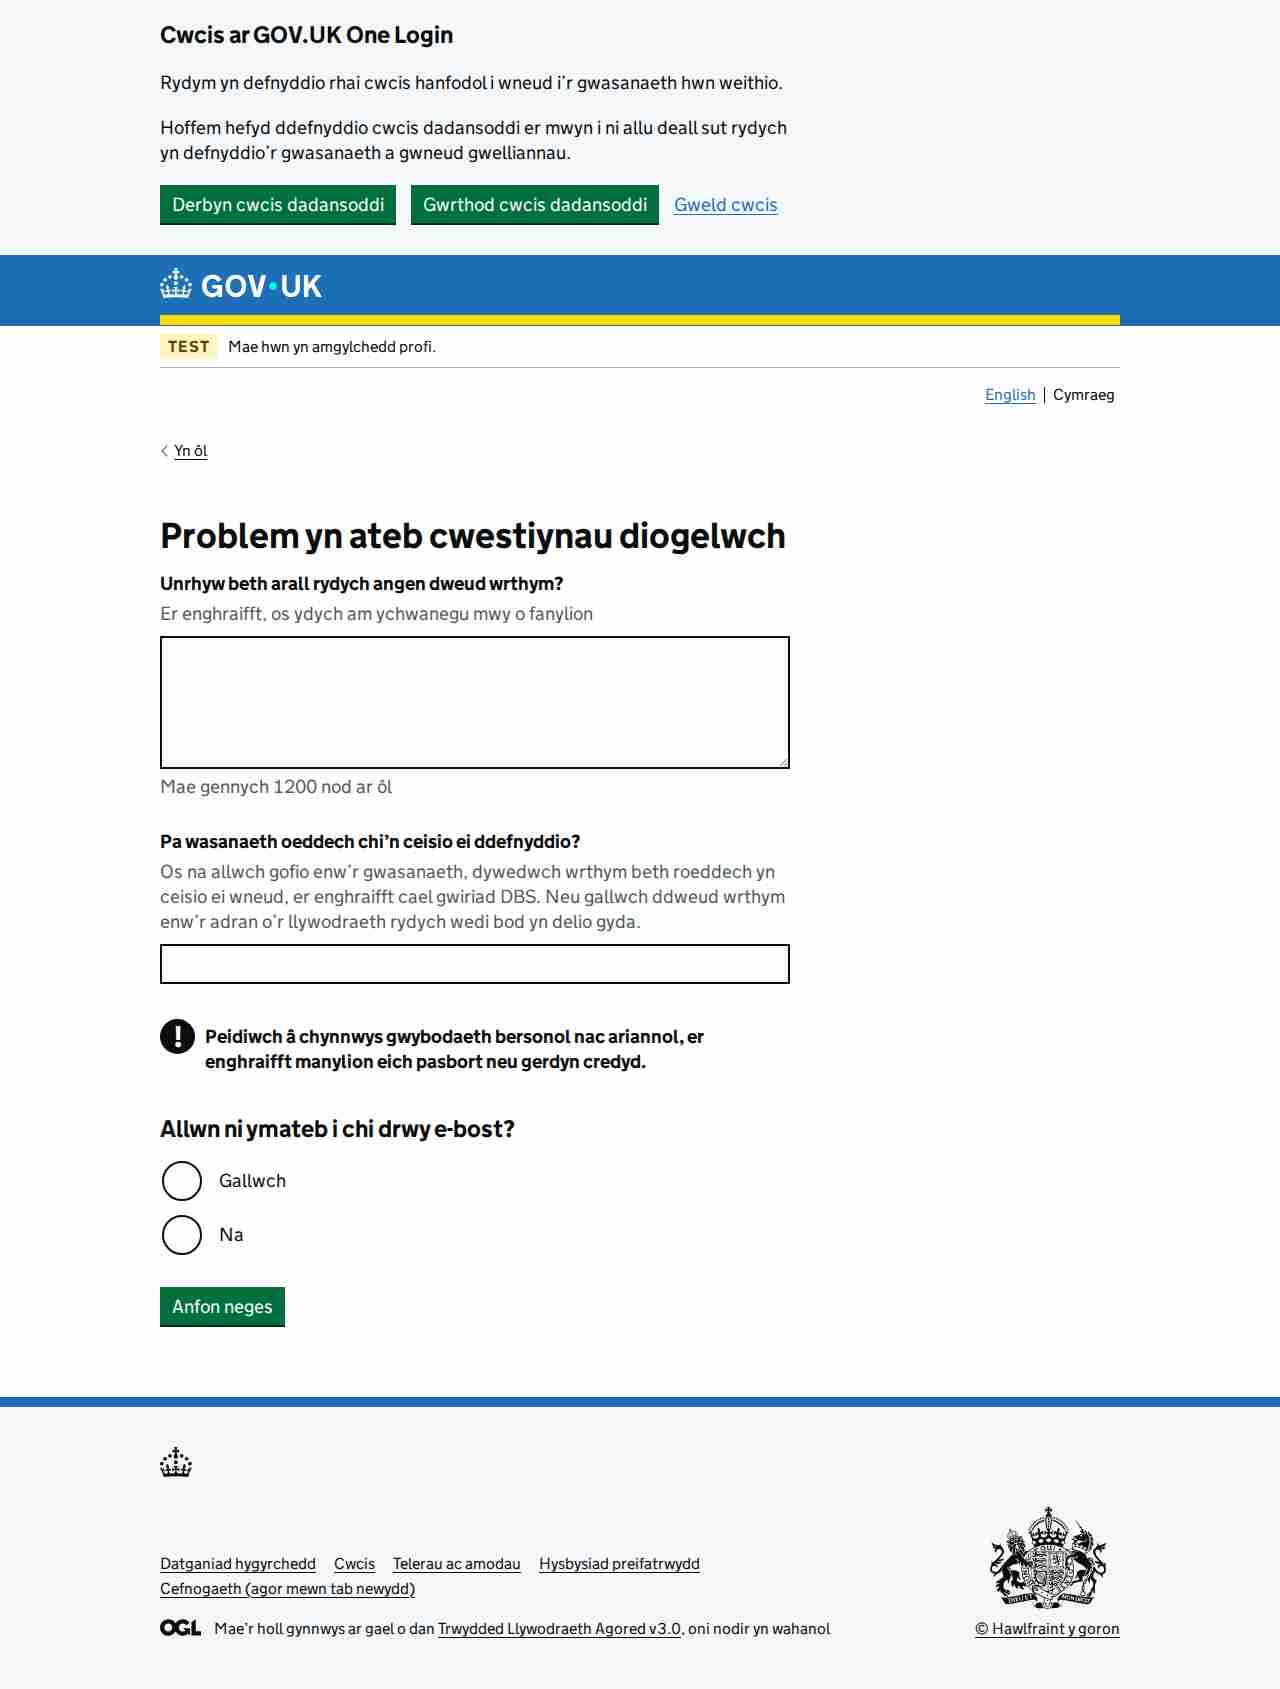 Cwcis ar GOV.UK One Login
Rydym yn defnyddio rhai cwcis hanfodol i wneud i’r gwasanaeth hwn weithio.
Hoffem hefyd ddefnyddio cwcis dadansoddi er mwyn i ni allu deall sut rydych
yn defnyddio’r gwasanaeth a gwneud gwelliannau.
Derbyn cwcis dadansoddi Gwrthod cwcis dadansoddi Gweld cwcis
GOV·UK
TEST Mae hwn yn amgylchedd profi.
English | Cymraeg
Yn ôl
Problem yn ateb cwestiynau diogelwch
Unrhyw beth arall rydych angen dweud wrthym?
Er enghraifft, os ydych am ychwanegu mwy o fanylion
Mae gennych 1200 nod ar ôl
Pa wasanaeth oeddech chi’n ceisio ei ddefnyddio?
Os na allwch gofio enw’r gwasanaeth, dywedwch wrthym beth roeddech yn
ceisio ei wneud, er enghraifft cael gwiriad DBS. Neu gallwch ddweud wrthym
enw’r adran o’r llywodraeth rydych wedi bod yn delio gyda.
! Peidiwch â chynnwys gwybodaeth bersonol nac ariannol, er
enghraifft manylion eich pasbort neu gerdyn credyd.
Allwn ni ymateb i chi drwy e-bost?
Gallwch
Na
Anfon neges
Datganiad hygyrchedd Cwcis Telerau ac amodau Hysbysiad preifatrwydd
Cefnogaeth (agor mewn tab newydd)
OGL Mae’r holl gynnwys ar gael o dan Trwydded Llywodraeth Agored v3.0, oni nodir yn wahanol
© Hawlfraint y goron